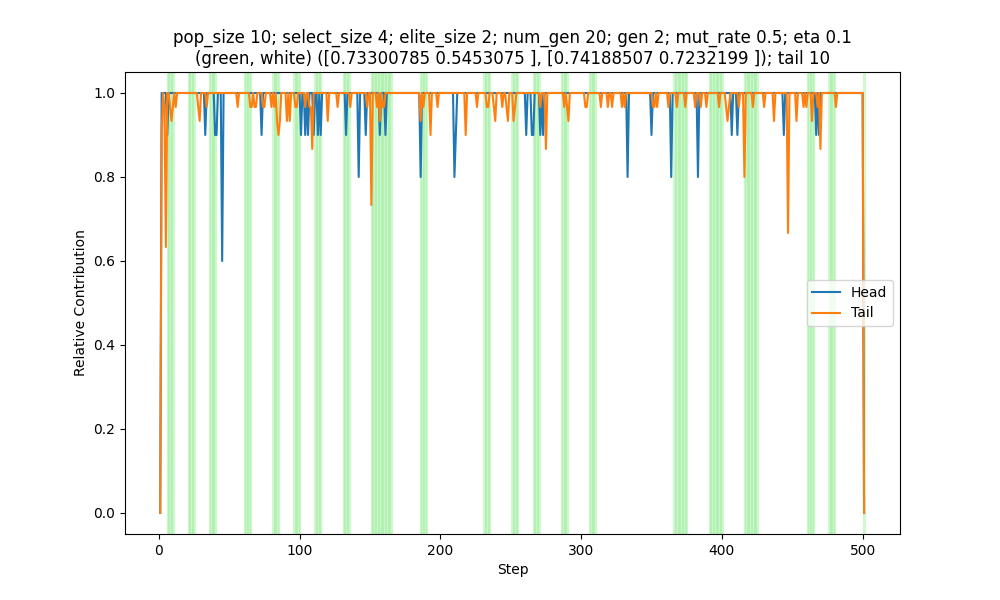 pop_size 10; select_size 4; elite_size 2; num_gen 20; gen 2; mut_rate 0.5; eta 0.1
(green, white) ([0.73300785 0.5453075 ], [0.74188507 0.7232199 ]); tail 10
1.0
0.8
0.6
0.4
0.2
0.0
Relative Contribution
Head
Tail
0
100
200
300
400
500
Step